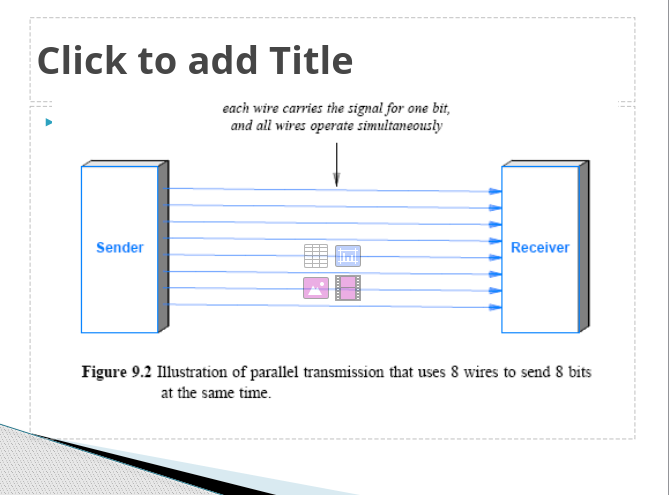 Click to add Title
each wire carries the signal for one bit,
and all wires operate simultaneously
Sender
Receiver
Figure 9.2 Illustration of parallel transmission that uses 8 wires to send 8 bits
at the same time.